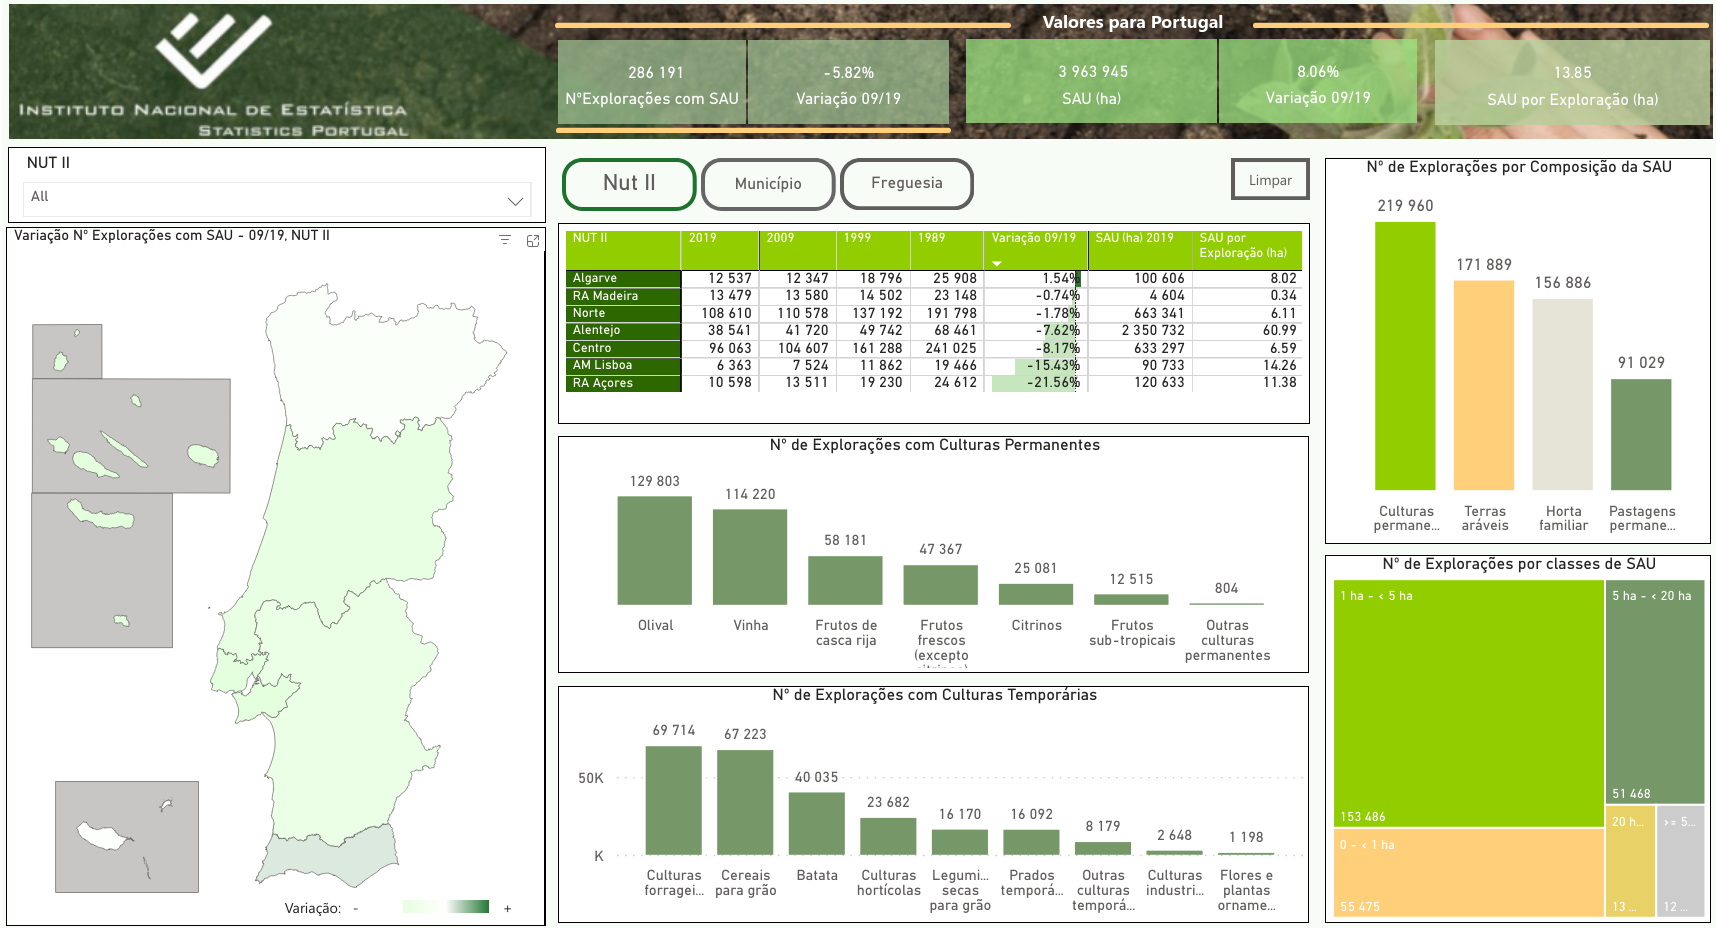 INSTITUTO NACIONAL DE ESTATÍSTICA
STATISTICS PORTUGAL
Valores para Portugal
286 191
NºExplorações com SAU
-5.82%
Variação 09/19
3 963 945
SAU (ha)
8.06%
Variação 09/19
13.85
SAU por Exploração (ha)
NUT II
All
Variação Nº Explorações com SAU - 09/19, NUT II
Variação: - +
Nut II
Município
Freguesia
Limpar
NUT II 2019 2009 1999 1989 Variação 09/19 SAU (ha) 2019 SAU por
Exploração (ha)
Algarve 12 537 12 347 18 796 25 908 1.54% 100 606 8.02
RA Madeira 13 479 13 580 14 502 23 148 -0.74% 4 604 0.34
Norte 108 610 110 578 137 192 191 798 -1.78% 663 341 6.11
Alentejo 38 541 41 720 49 742 68 461 -7.62% 2 350 732 60.99
Centro 96 063 104 607 161 288 241 025 -8.17% 633 297 6.59
AM Lisboa 6 363 7 524 11 862 19 466 -15.43% 90 733 14.26
RA Açores 10 598 13 511 19 230 24 612 -21.56% 120 633 11.38
Nº de Explorações com Culturas Permanentes
129 803
114 220
58 181
47 367
25 081
12 515
804
Olival
Vinha
Frutos de
casca rija
Frutos
frescos
(excepto
Citrinos
Frutos
sub-tropicais
Outras
culturas
permanentes
Nº de Explorações com Culturas Temporárias
50K
K
69 714
67 223
40 035
23 682
16 170
16 092
8 179
2 648
1 198
Culturas
forragei...
Cereais
para grão
Batata
Culturas
hortícolas
Legumi...
secas
para grão
Prados
temporá...
Outras
culturas
temporá...
Culturas
industri...
Flores e
plantas
orname...
Nº de Explorações por Composição da SAU
219 960
171 889
156 886
91 029
Culturas
permane...
Terras
aráveis
Horta
familiar
Pastagens
permane...
Nº de Explorações por classes de SAU
1 ha - < 5 ha
153 486
0 - < 1 ha
55 475
5 ha - < 20 ha
51 468
20 h...
13 ...
>= 5...
12 ...